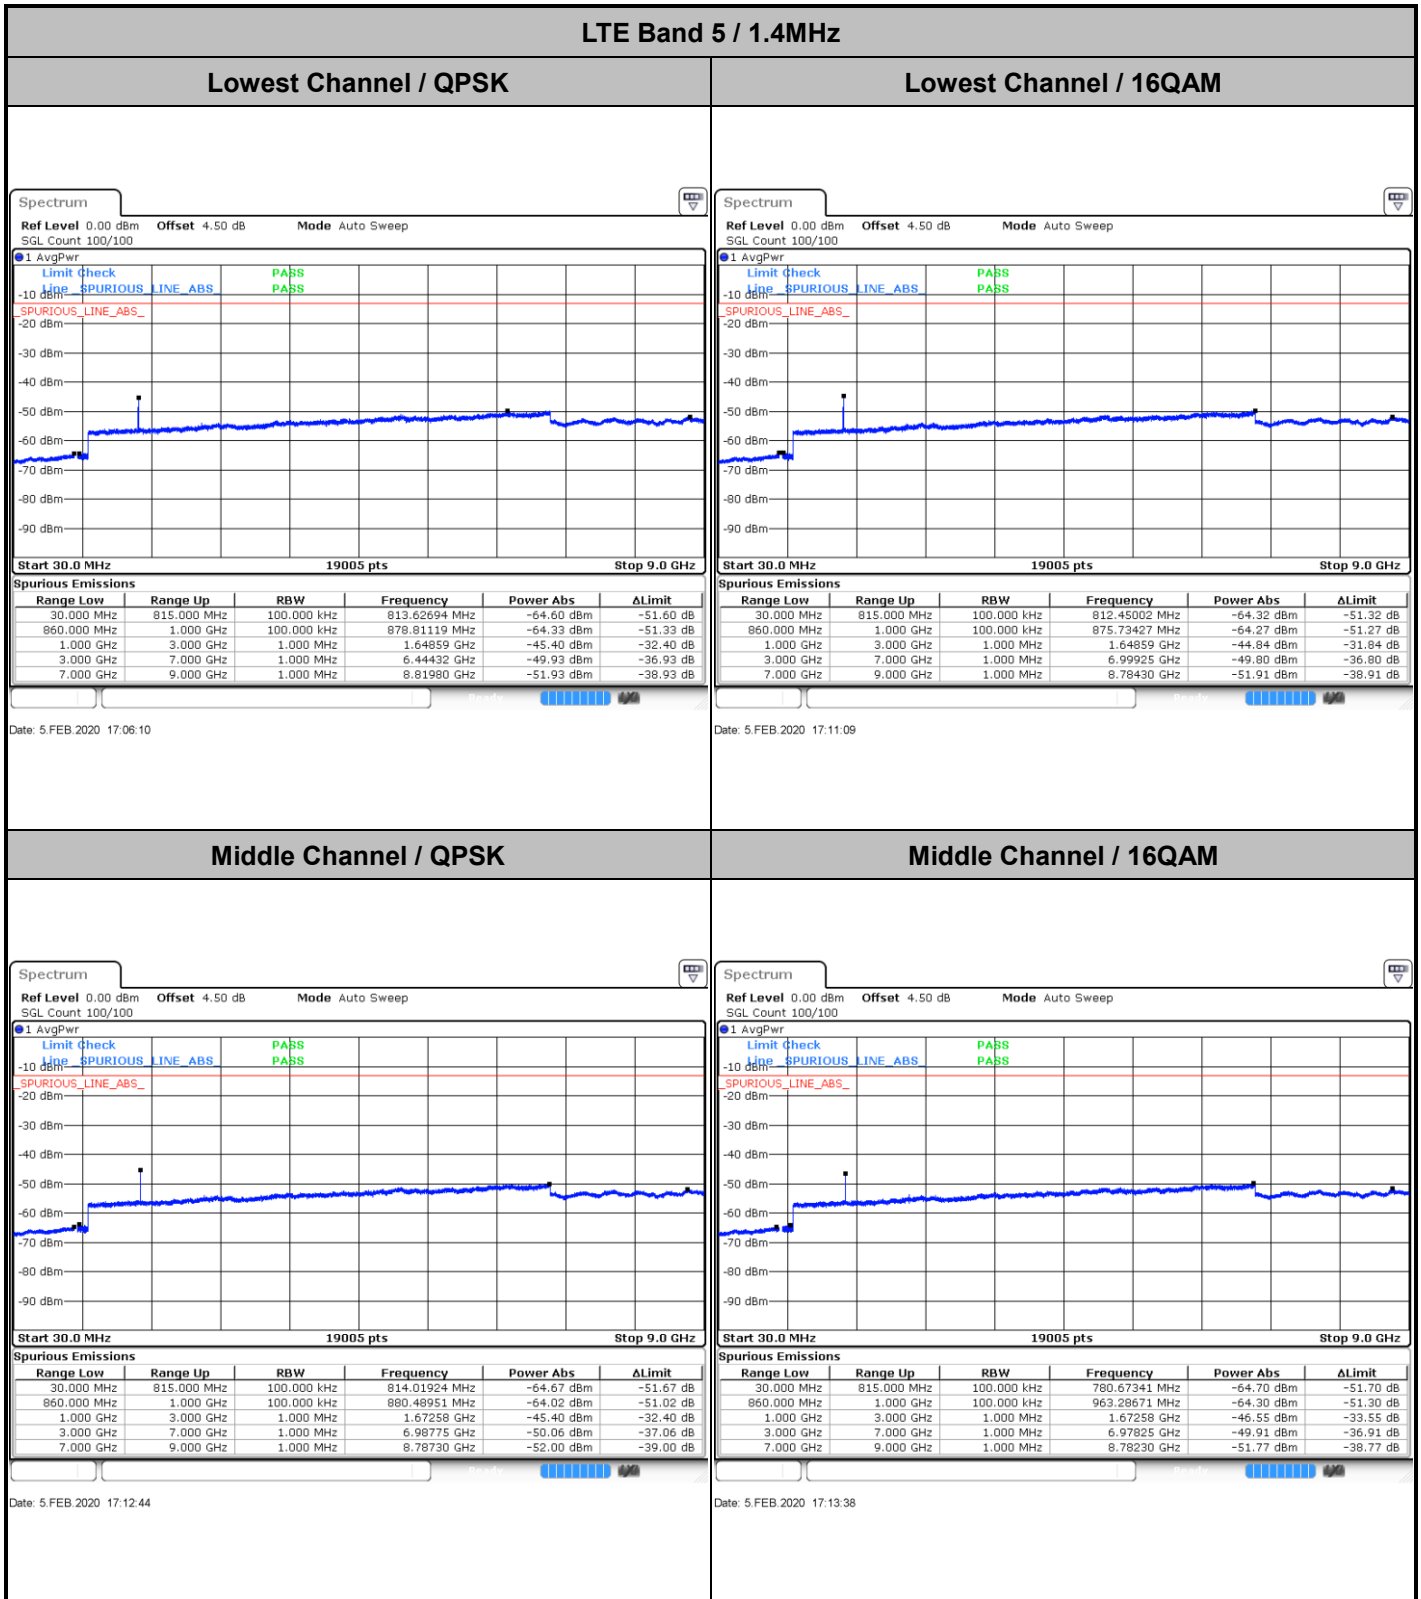 LTE Band 5 / 1.4MHz
Lowest Channel / QPSK
Lowest Channel / 16QAM
Spectrum
Ref Level 0.00 dBm Offset 4.50 dB Mode Auto Sweep
SGL Count 100/100
1 AvgPwr
Limit Check PASS
Line _SPURIOUS_LINE_ABS_ PASS
-10 dBm
_SPURIOUS_LINE_ABS_
-20 dBm
-30 dBm
-40 dBm
-50 dBm
-60 dBm
-70 dBm
-80 dBm
-90 dBm
Start 30.0 MHz 19005 pts Stop 9.0 GHz
Spurious Emissions
Range Low Range Up RBW Frequency Power Abs ΔLimit
30.000 MHz 815.000 MHz 100.000 kHz 813.62694 MHz -64.60 dBm -51.60 dB
860.000 MHz 1.000 GHz 100.000 kHz 878.81119 MHz -64.33 dBm -51.33 dB
1.000 GHz 3.000 GHz 1.000 MHz 1.64859 GHz -45.40 dBm -32.40 dB
3.000 GHz 7.000 GHz 1.000 MHz 6.44432 GHz -49.93 dBm -36.93 dB
7.000 GHz 9.000 GHz 1.000 MHz 8.81980 GHz -51.93 dBm -38.93 dB
Ready
Date: 5.FEB.2020 17:06:10
Spectrum
Ref Level 0.00 dBm Offset 4.50 dB Mode Auto Sweep
SGL Count 100/100
1 AvgPwr
Limit Check PASS
Line _SPURIOUS_LINE_ABS_ PASS
-10 dBm
_SPURIOUS_LINE_ABS_
-20 dBm
-30 dBm
-40 dBm
-50 dBm
-60 dBm
-70 dBm
-80 dBm
-90 dBm
Start 30.0 MHz 19005 pts Stop 9.0 GHz
Spurious Emissions
Range Low Range Up RBW Frequency Power Abs ΔLimit
30.000 MHz 815.000 MHz 100.000 kHz 812.45002 MHz -64.32 dBm -51.32 dB
860.000 MHz 1.000 GHz 100.000 kHz 875.73427 MHz -64.27 dBm -51.27 dB
1.000 GHz 3.000 GHz 1.000 MHz 1.64859 GHz -44.84 dBm -31.84 dB
3.000 GHz 7.000 GHz 1.000 MHz 6.99925 GHz -49.80 dBm -36.80 dB
7.000 GHz 9.000 GHz 1.000 MHz 8.78430 GHz -51.91 dBm -38.91 dB
Ready
Date: 5.FEB.2020 17:11:09
Middle Channel / QPSK
Middle Channel / 16QAM
Spectrum
Ref Level 0.00 dBm Offset 4.50 dB Mode Auto Sweep
SGL Count 100/100
1 AvgPwr
Limit Check PASS
Line _SPURIOUS_LINE_ABS_ PASS
-10 dBm
_SPURIOUS_LINE_ABS_
-20 dBm
-30 dBm
-40 dBm
-50 dBm
-60 dBm
-70 dBm
-80 dBm
-90 dBm
Start 30.0 MHz 19005 pts Stop 9.0 GHz
Spurious Emissions
Range Low Range Up RBW Frequency Power Abs ΔLimit
30.000 MHz 815.000 MHz 100.000 kHz 814.01924 MHz -64.67 dBm -51.67 dB
860.000 MHz 1.000 GHz 100.000 kHz 880.48951 MHz -64.02 dBm -51.02 dB
1.000 GHz 3.000 GHz 1.000 MHz 1.67258 GHz -45.40 dBm -32.40 dB
3.000 GHz 7.000 GHz 1.000 MHz 6.98775 GHz -50.06 dBm -37.06 dB
7.000 GHz 9.000 GHz 1.000 MHz 8.78730 GHz -52.00 dBm -39.00 dB
Ready
Date: 5.FEB.2020 17:12:44
Spectrum
Ref Level 0.00 dBm Offset 4.50 dB Mode Auto Sweep
SGL Count 100/100
1 AvgPwr
Limit Check PASS
Line _SPURIOUS_LINE_ABS_ PASS
-10 dBm
_SPURIOUS_LINE_ABS_
-20 dBm
-30 dBm
-40 dBm
-50 dBm
-60 dBm
-70 dBm
-80 dBm
-90 dBm
Start 30.0 MHz 19005 pts Stop 9.0 GHz
Spurious Emissions
Range Low Range Up RBW Frequency Power Abs ΔLimit
30.000 MHz 815.000 MHz 100.000 kHz 780.67341 MHz -64.70 dBm -51.70 dB
860.000 MHz 1.000 GHz 100.000 kHz 963.28671 MHz -64.30 dBm -51.30 dB
1.000 GHz 3.000 GHz 1.000 MHz 1.67258 GHz -46.55 dBm -33.55 dB
3.000 GHz 7.000 GHz 1.000 MHz 6.97825 GHz -49.91 dBm -36.91 dB
7.000 GHz 9.000 GHz 1.000 MHz 8.78230 GHz -51.77 dBm -38.77 dB
Ready
Date: 5.FEB.2020 17:13:38